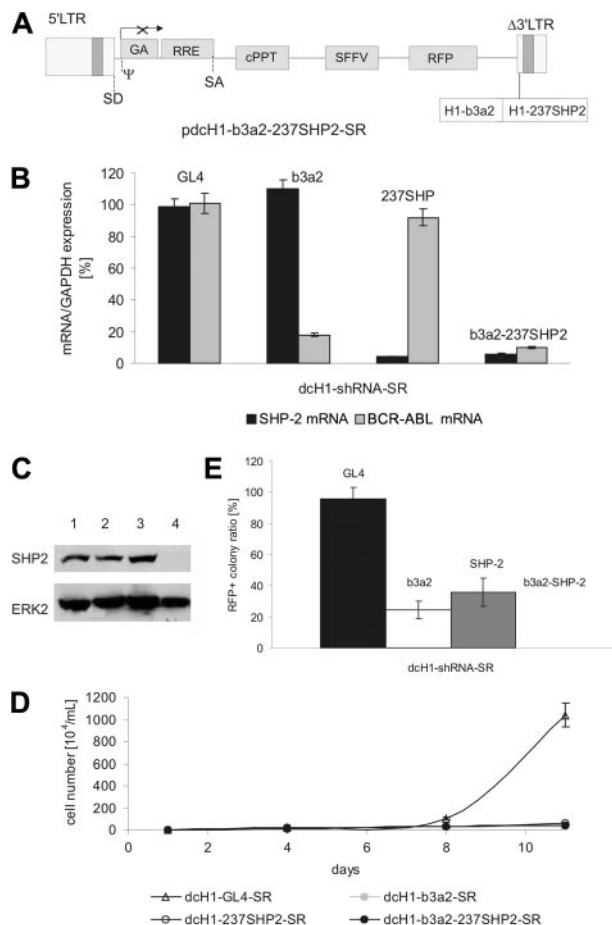 A
5'LTR
Δ3'LTR
GA
RRE
cPPT
SFFV
RFP
Ψ
SD
SA
H1-b3a2
H1-237SHP2
pdcH1-b3a2-237SHP2-SR
B
mRNA/GAPDH expression [%]
120
100
80
60
40
20
0
GL4
b3a2
237SHP
b3a2-237SHP2
dcH1-shRNA-SR
SHP-2 mRNA
BCR-ABL mRNA
C
1 2 3 4
SHP2
ERK2
E
RFP+ colony ratio [%]
120
100
80
60
40
20
0
GL4
b3a2
SHP-2
b3a2-SHP-2
dcH1-shRNA-SR
D
cell number [10^4/mL]
1200
1000
800
600
400
200
0
0 2 4 6 8 10
days
dcH1-GL4-SR
dcH1-b3a2-SR
dcH1-237SHP2-SR
dcH1-b3a2-237SHP2-SR